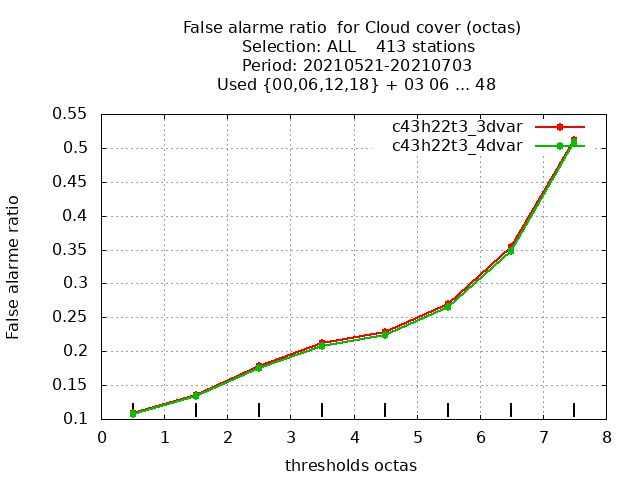 False alarme ratio  for Cloud cover (octas)
Selection: ALL    413 stations
Period: 20210521-20210703
Used {00,06,12,18} + 03 06 ... 48
c43h22t3_3dvar
c43h22t3_4dvar
False alarme ratio
0.55
0.5
0.45
0.4
0.35
0.3
0.25
0.2
0.15
0.1
0 1 2 3 4 5 6 7 8
thresholds octas